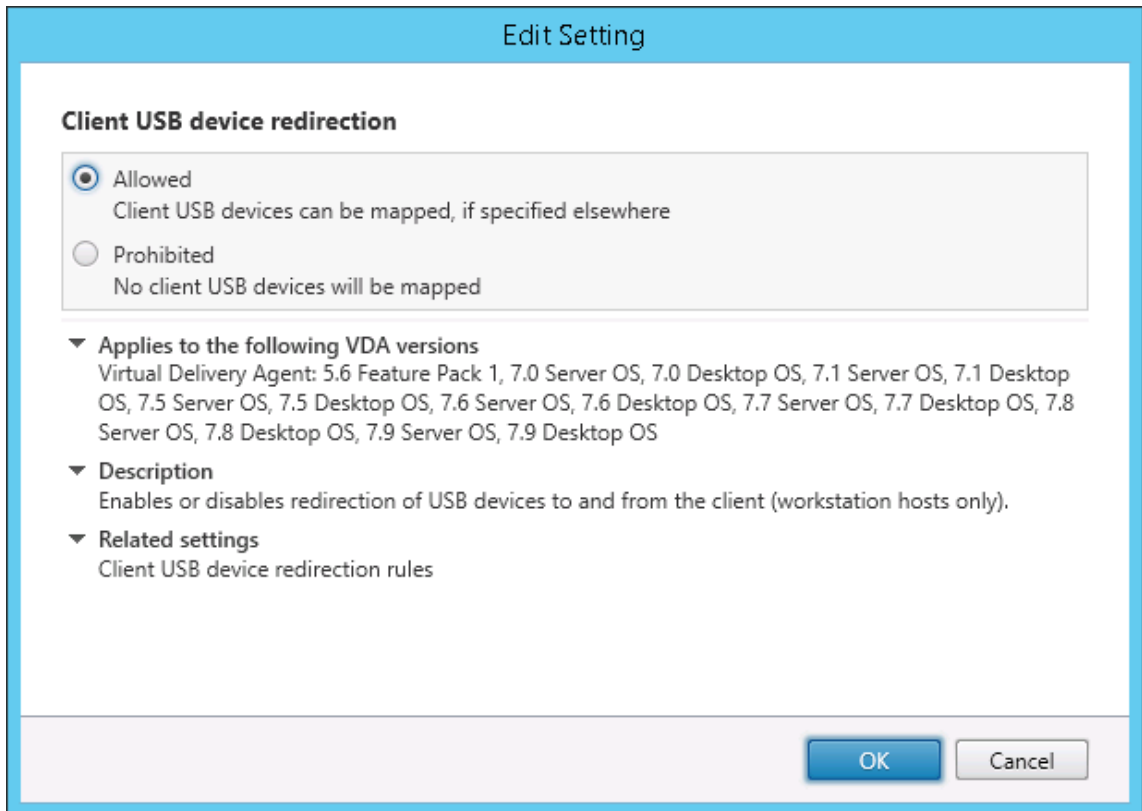 Edit Setting
Client USB device redirection
Allowed
Client USB devices can be mapped, if specified elsewhere
Prohibited
No client USB devices will be mapped
Applies to the following VDA versions
Virtual Delivery Agent: 5.6 Feature Pack 1, 7.0 Server OS, 7.0 Desktop OS, 7.1 Server OS, 7.1 Desktop
OS, 7.5 Server OS, 7.5 Desktop OS, 7.6 Server OS, 7.6 Desktop OS, 7.7 Server OS, 7.7 Desktop OS, 7.8
Server OS, 7.8 Desktop OS, 7.9 Server OS, 7.9 Desktop OS
Description
Enables or disables redirection of USB devices to and from the client (workstation hosts only).
Related settings
Client USB device redirection rules
OK
Cancel